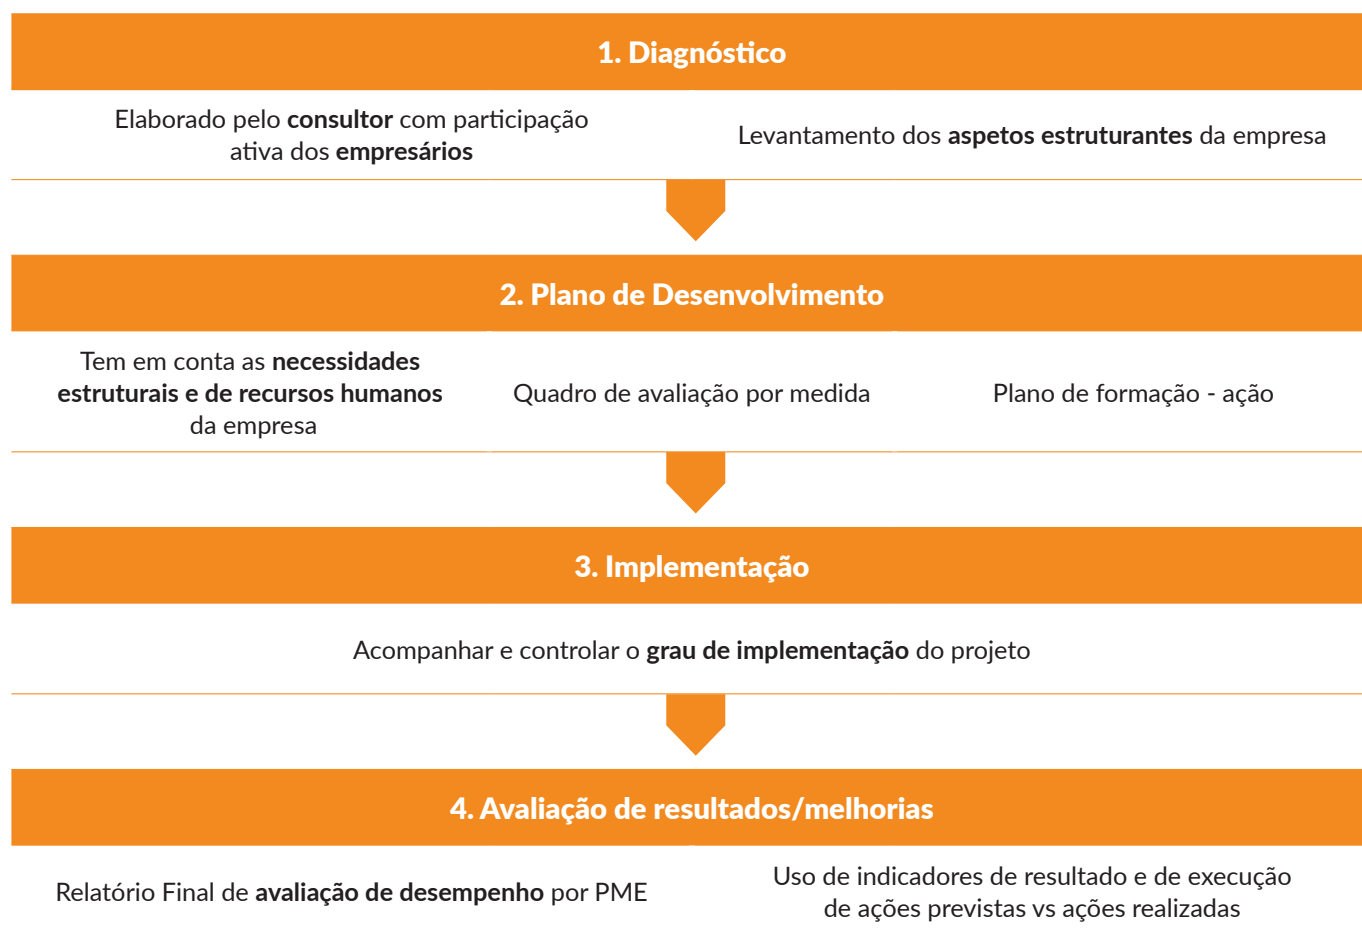 1. Diagnóstico
Elaborado pelo consultor com participação
ativa dos empresários
Levantamento dos aspetos estruturantes da empresa
2. Plano de Desenvolvimento
Tem em conta as necessidades
estruturais e de recursos humanos
da empresa
Quadro de avaliação por medida
Plano de formação - ação
3. Implementação
Acompanhar e controlar o grau de implementação do projeto
4. Avaliação de resultados/melhorias
Relatório Final de avaliação de desempenho por PME
Uso de indicadores de resultado e de execução
de ações previstas vs ações realizadas